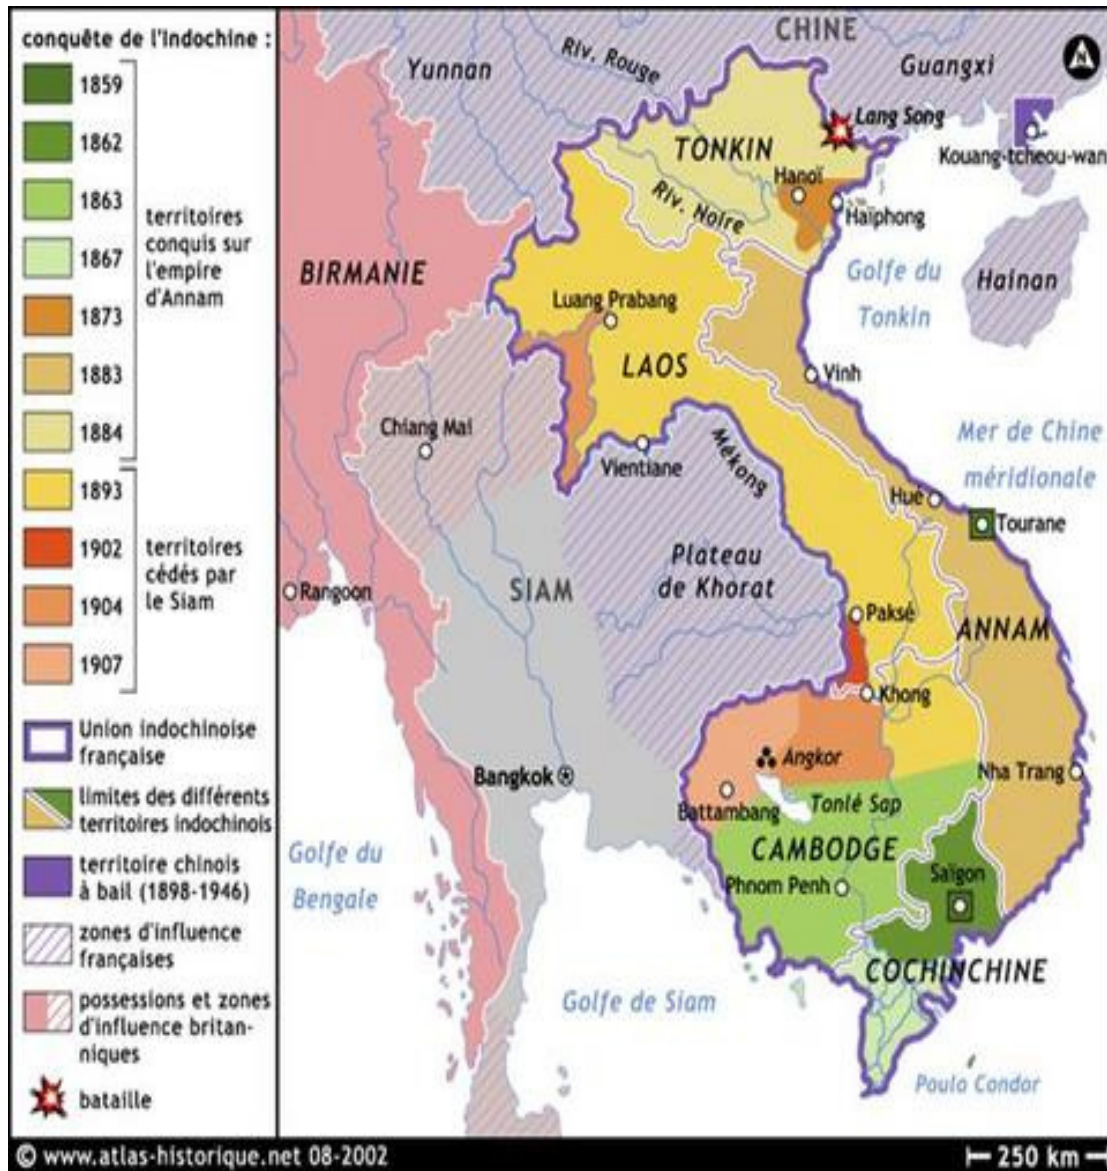 conquête de l'Indochine :
1859
1862
1863
1867
1873
1883
1884
territoires
conquis sur
l'empire
d'Annam
1893
1902
1904
1907
territoires
cédés par
le Siam
Union indochinoise
française
limites des différents
territoires indochinois
territoire chinois
à bail (1898-1946)
zones d'influence
françaises
possessions et zones
d'influence britan-
niques
bataille
CHINE
Yunnan
Riv. Rouge
Guangxi
N
Lang Song
Kouang-tcheou-wan
TONKIN
Hanoï
Riv. Noire
Haïphong
BIRMANIE
Golfe du
Tonkin
Hainan
Luang Prabang
LAOS
Vinh
Chiang Mai
Vientiane
Mékong
Mer de Chine
méridionale
Hué
Tourane
Plateau
de Khorat
SIAM
Rangoon
Paksé
ANNAM
Khong
Bangkok
Angkor
Nha Trang
Battambang
Tonlé Sap
CAMBODGE
Golfe du
Bengale
Phnom Penh
Saïgon
COCHINCHINE
Golfe de Siam
Poulo Condor
© www.atlas-historique.net 08-2002
250 km